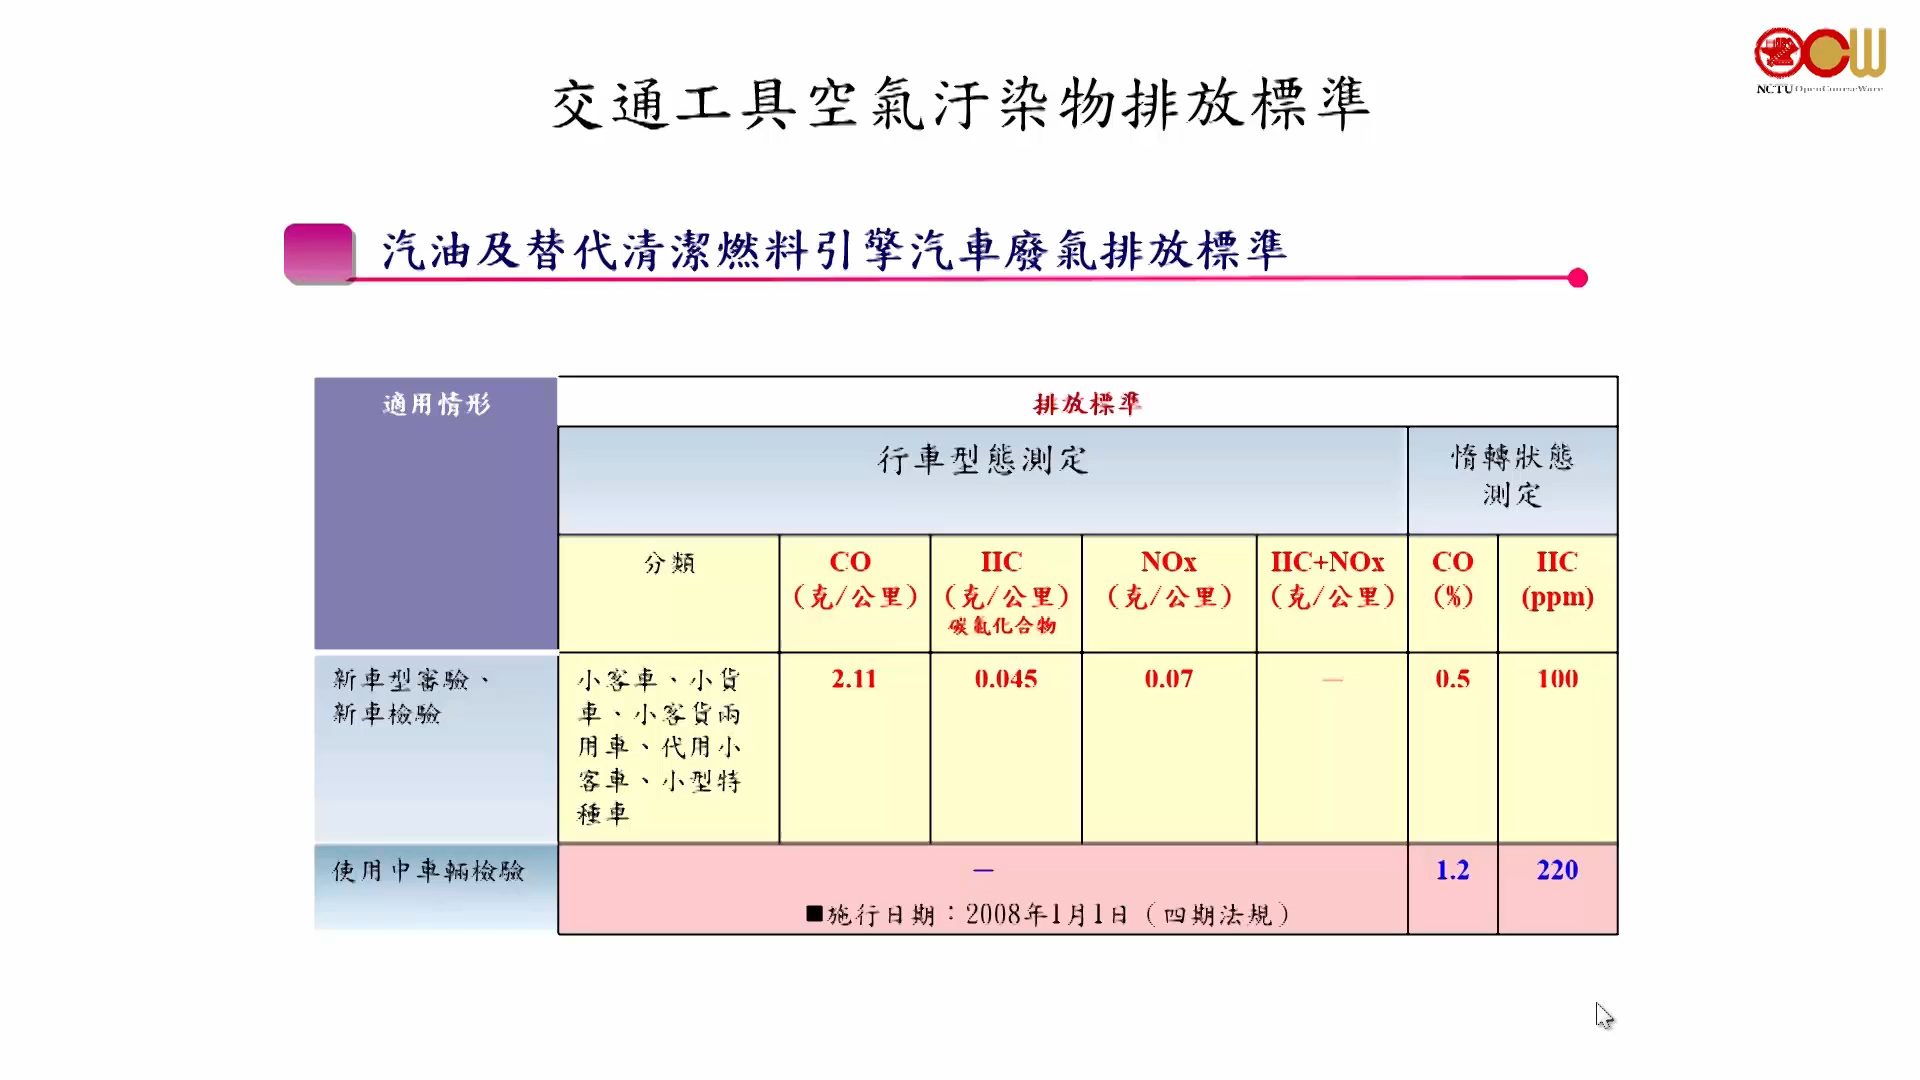 NCTU OpenCourseWare
交通工具空氣汙染物排放標準
汽油及替代清潔燃料引擎汽車廢氣排放標準
適用情形
排放標準
行車型態測定
惰轉狀態
測定
分類
CO
(克/公里)
HC
(克/公里)
碳氫化合物
NOx
(克/公里)
HC+NOx
(克/公里)
CO
(%)
HC
(ppm)
新車型審驗、
新車檢驗
小客車、小貨
車、小客貨兩
用車、代用小
客車、小型特
種車
2.11
0.045
0.07
—
0.5
100
使用中車輛檢驗
—
■施行日期：2008年1月1日（四期法規）
1.2
220